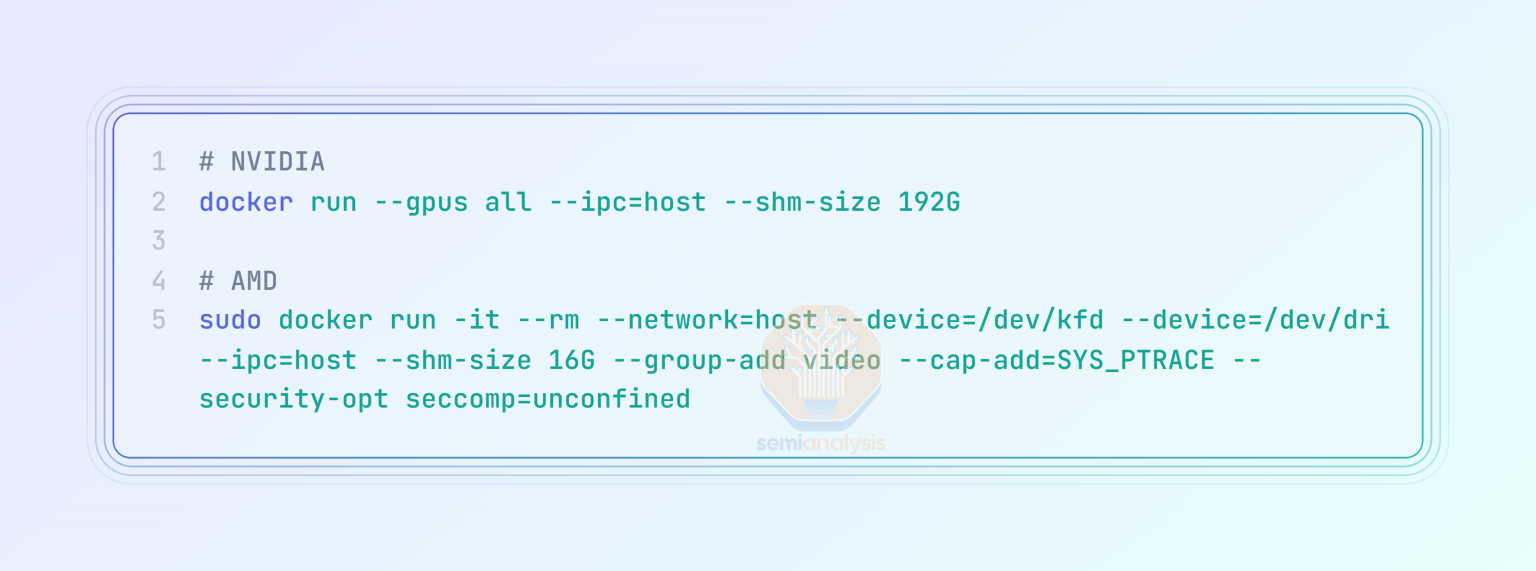 1 # NVIDIA
2 docker run --gpus all --ipc=host --shm-size 192G
3
4 # AMD
5 sudo docker run -it --rm --network=host --device=/dev/kfd --device=/dev/dri
--ipc=host --shm-size 16G --group-add video --cap-add=SYS_PTRACE --
security-opt seccomp=unconfined
semianalysis